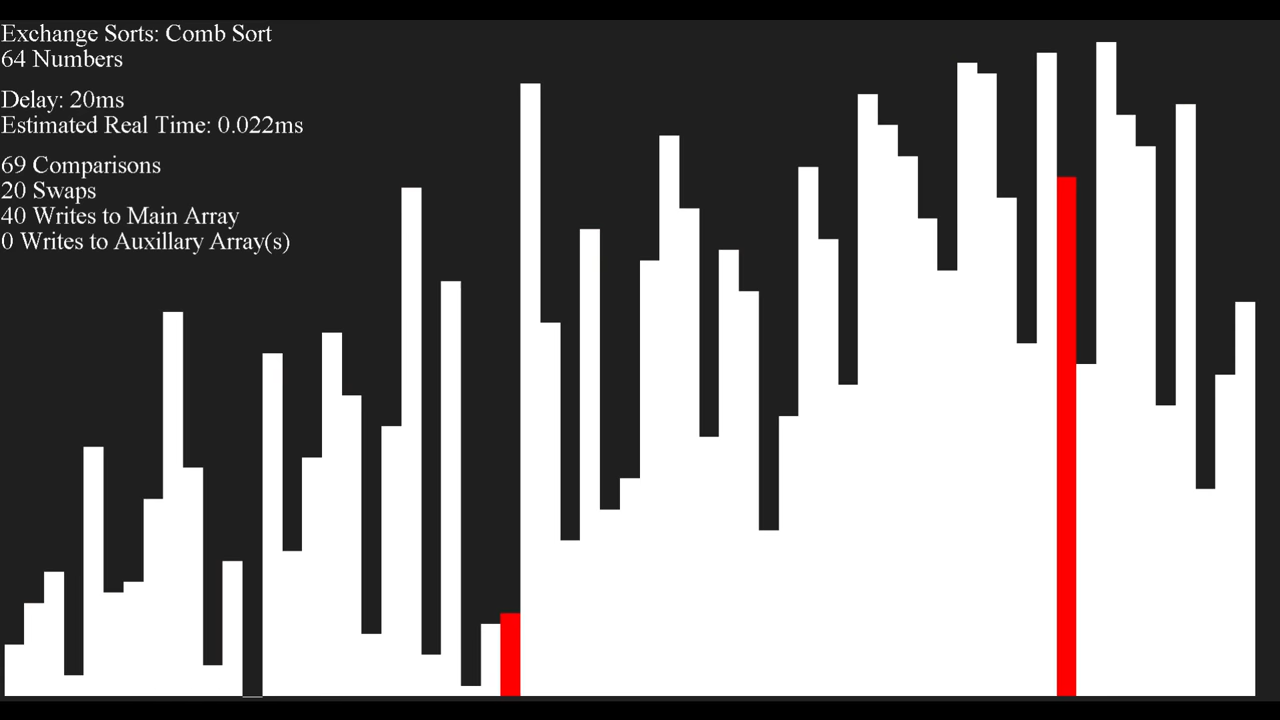 Exchange Sorts: Comb Sort
64 Numbers
Delay: 20ms
Estimated Real Time: 0.022ms
69 Comparisons
20 Swaps
40 Writes to Main Array
0 Writes to Auxillary Array(s)